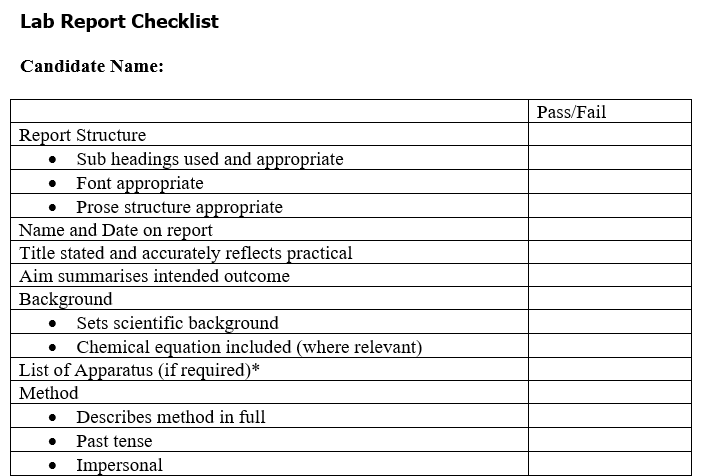 Lab Report Checklist
Candidate Name:
Pass/Fail
Report Structure
• Sub headings used and appropriate
• Font appropriate
• Prose structure appropriate
Name and Date on report
Title stated and accurately reflects practical
Aim summarises intended outcome
Background
• Sets scientific background
• Chemical equation included (where relevant)
List of Apparatus (if required)*
Method
• Describes method in full
• Past tense
• Impersonal